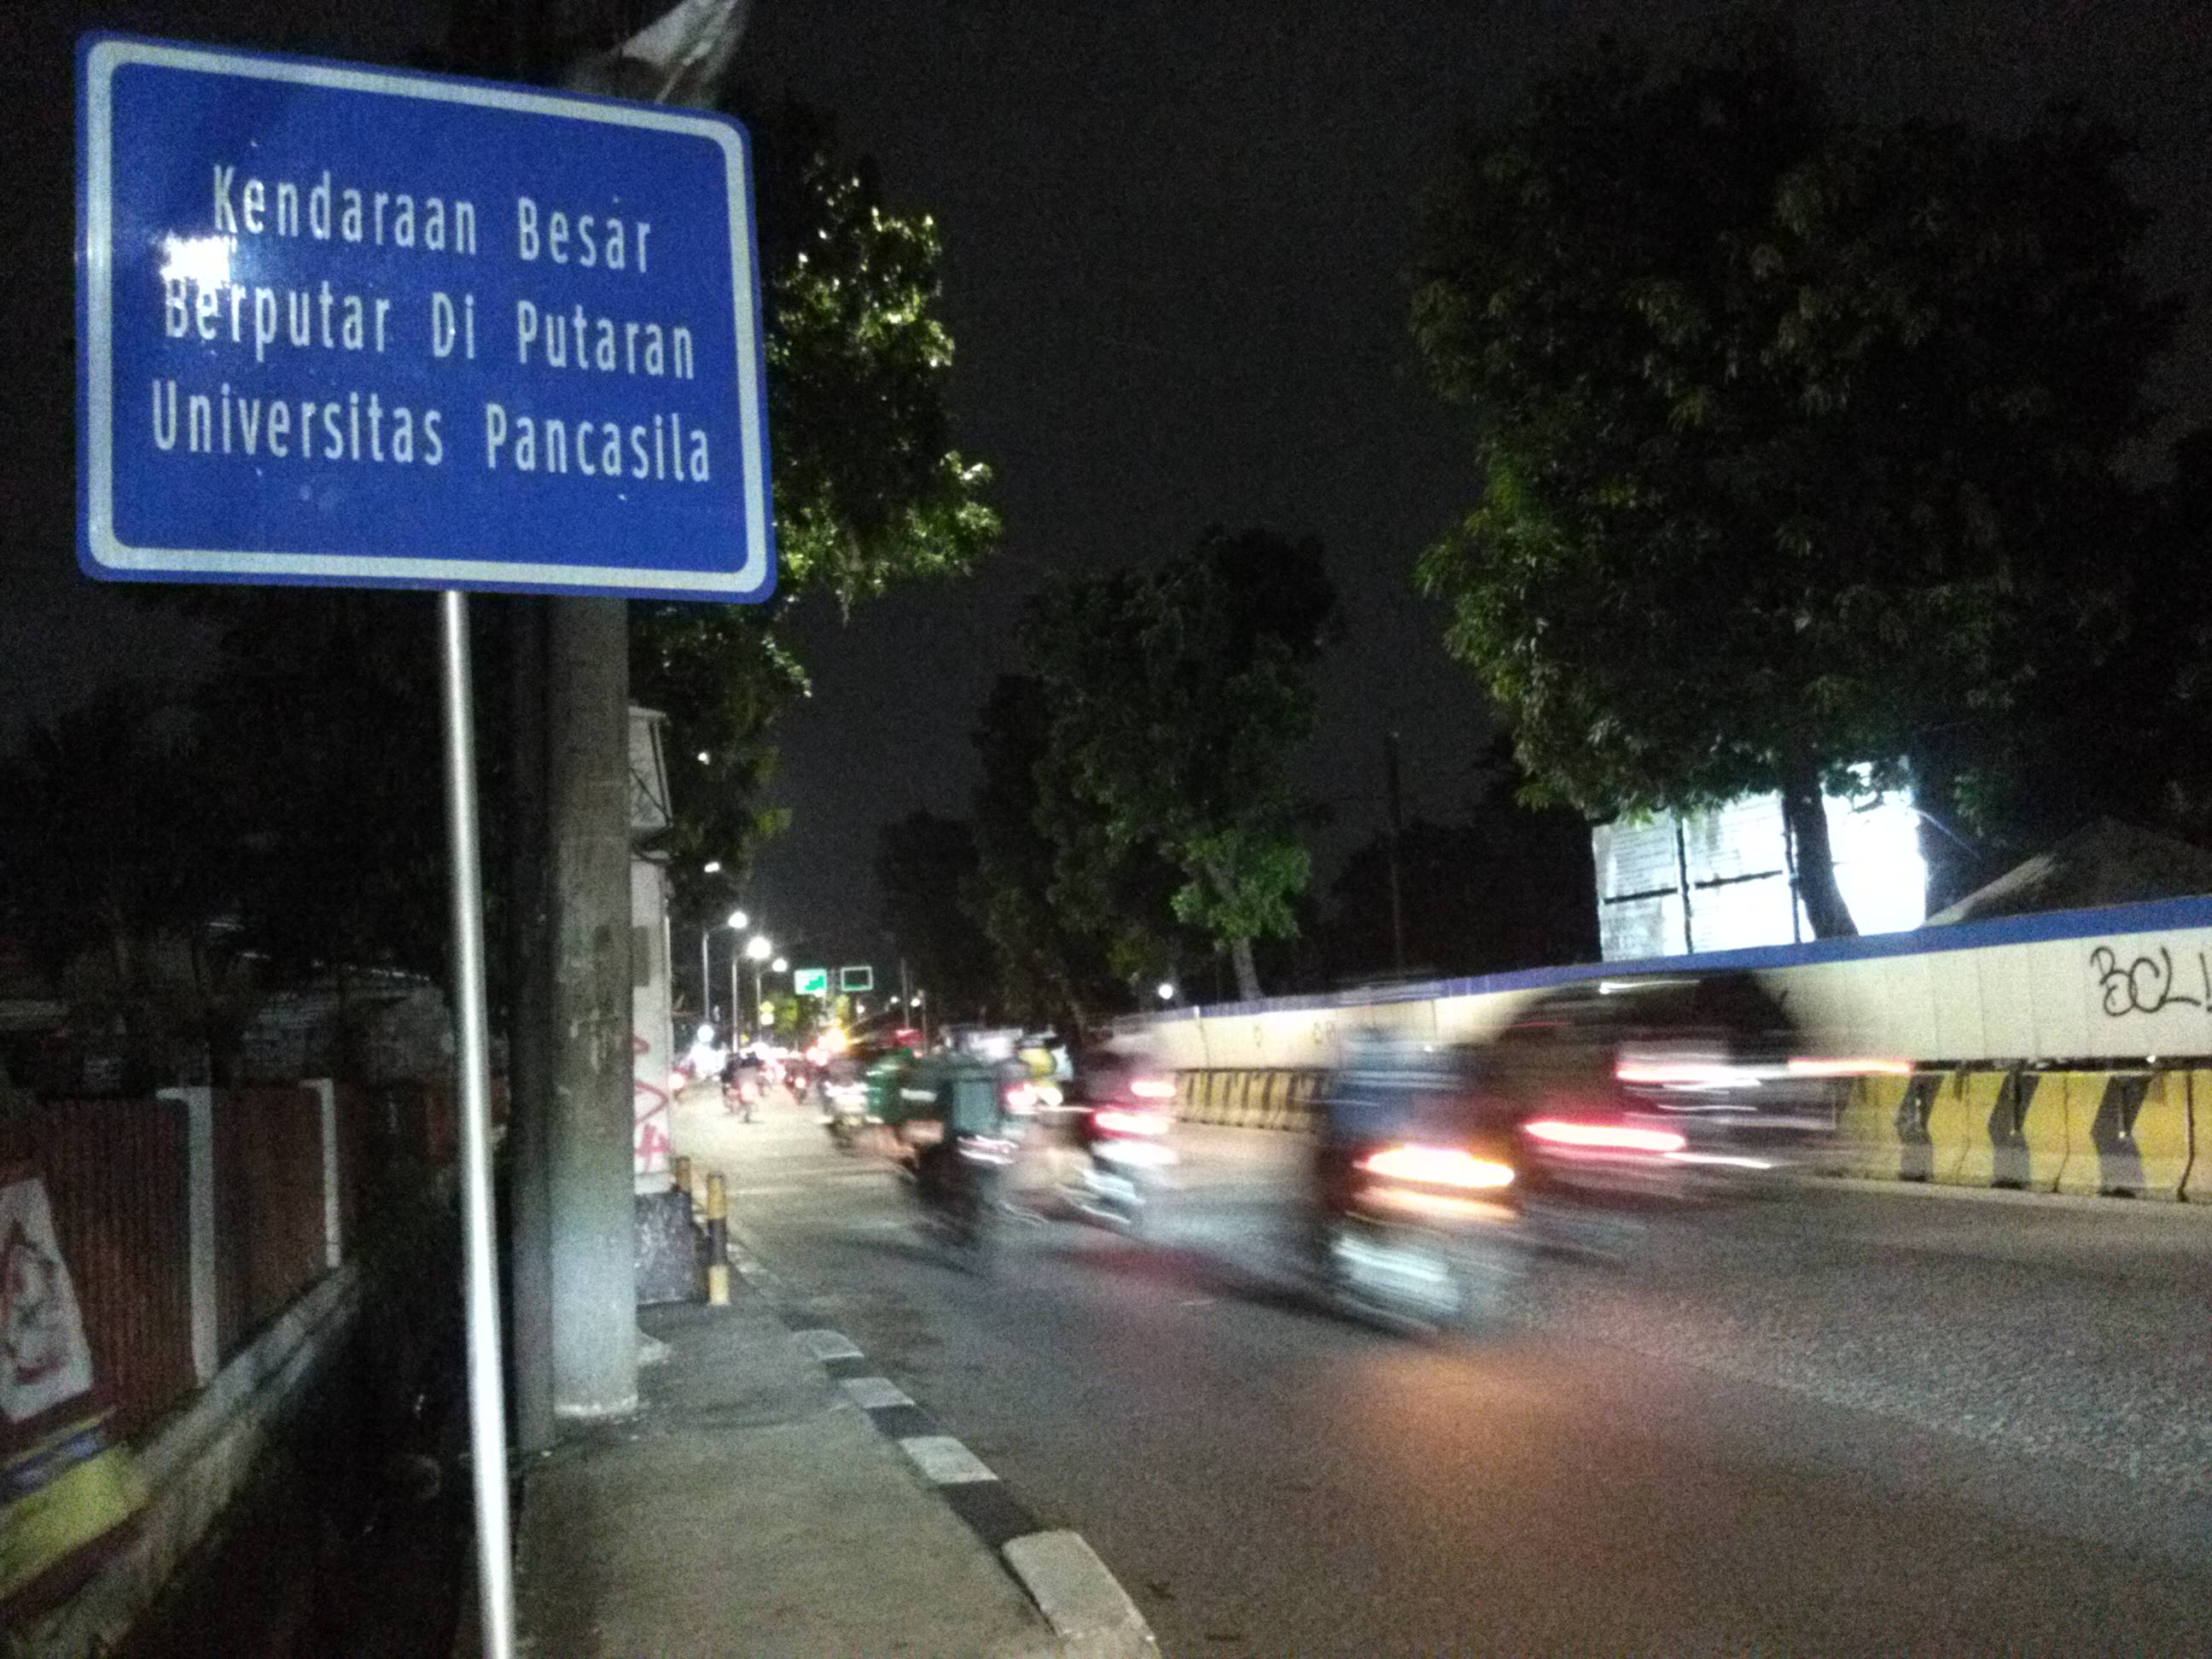 Kendaraan Besar
Berputar Di Putaran
Universitas Pancasila